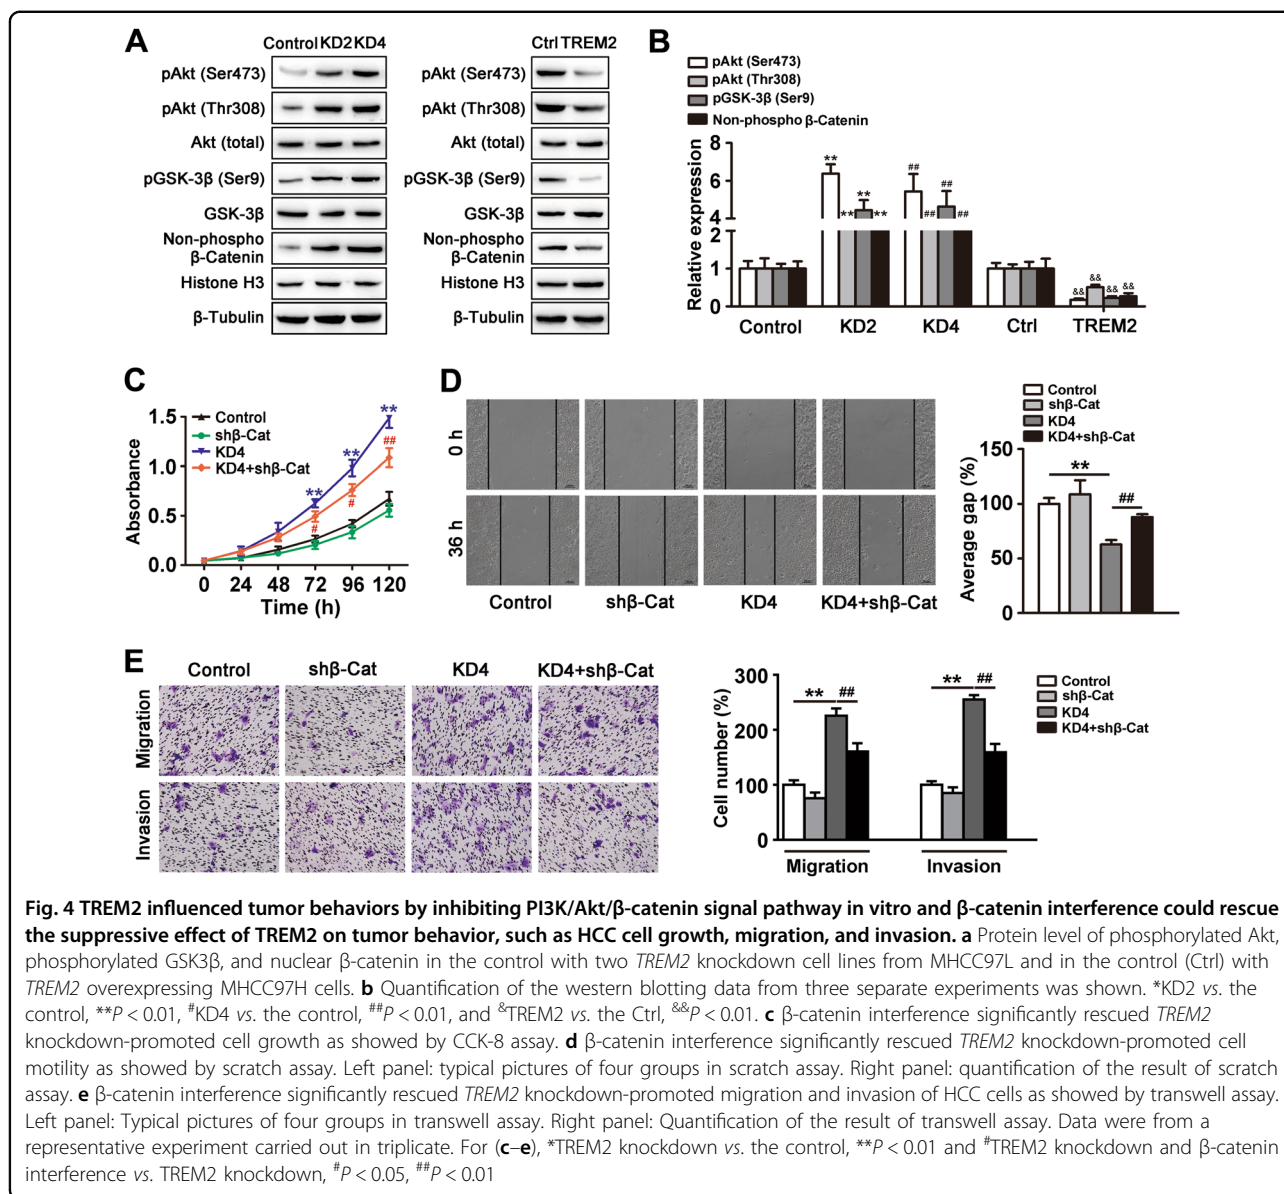 A
Control KD2 KD4
pAkt (Ser473)
pAkt (Thr308)
Akt (total)
pGSK-3β (Ser9)
GSK-3β
Non-phospho
β-Catenin
Histone H3
β-Tubulin
Ctrl TREM2
pAkt (Ser473)
pAkt (Thr308)
Akt (total)
pGSK-3β (Ser9)
GSK-3β
Non-phospho
β-Catenin
Histone H3
β-Tubulin
B
pAkt (Ser473)
pAkt (Thr308)
pGSK-3β (Ser9)
Non-phospho β-Catenin
Relative expression
8
6
4
2
1
0
** ** ** **
## ## ## ##
&& && && &&
Control KD2 KD4 Ctrl TREM2
C
Absorbance
1.5
1.0
0.5
0.0
Control
shβ-Cat
KD4
KD4+shβ-Cat
** ** **
# # ##
0 24 48 72 96 120
Time (h)
D
0 h
36 h
Control shβ-Cat KD4 KD4+shβ-Cat
Control
shβ-Cat
KD4
KD4+shβ-Cat
Average gap (%)
150
100
50
0
**
##
E
Control shβ-Cat KD4 KD4+shβ-Cat
Migration
Invasion
Cell number (%)
300
200
100
0
** ##
** ##
Control
shβ-Cat
KD4
KD4+shβ-Cat
Migration Invasion
Fig. 4 TREM2 influenced tumor behaviors by inhibiting PI3K/Akt/β-catenin signal pathway in vitro and β-catenin interference could rescue
the suppressive effect of TREM2 on tumor behavior, such as HCC cell growth, migration, and invasion. a Protein level of phosphorylated Akt,
phosphorylated GSK3β, and nuclear β-catenin in the control with two TREM2 knockdown cell lines from MHCC97L and in the control (Ctrl) with
TREM2 overexpressing MHCC97H cells. b Quantification of the western blotting data from three separate experiments was shown. *KD2 vs. the
control, **P < 0.01, #KD4 vs. the control, ##P < 0.01, and &TREM2 vs. the Ctrl, &&P < 0.01. c β-catenin interference significantly rescued TREM2
knockdown-promoted cell growth as showed by CCK-8 assay. d β-catenin interference significantly rescued TREM2 knockdown-promoted cell
motility as showed by scratch assay. Left panel: typical pictures of four groups in scratch assay. Right panel: quantification of the result of scratch
assay. e β-catenin interference significantly rescued TREM2 knockdown-promoted migration and invasion of HCC cells as showed by transwell assay.
Left panel: Typical pictures of four groups in transwell assay. Right panel: Quantification of the result of transwell assay. Data were from a
representative experiment carried out in triplicate. For (c–e), *TREM2 knockdown vs. the control, **P < 0.01 and #TREM2 knockdown and β-catenin
interference vs. TREM2 knockdown, #P < 0.05, ##P < 0.01